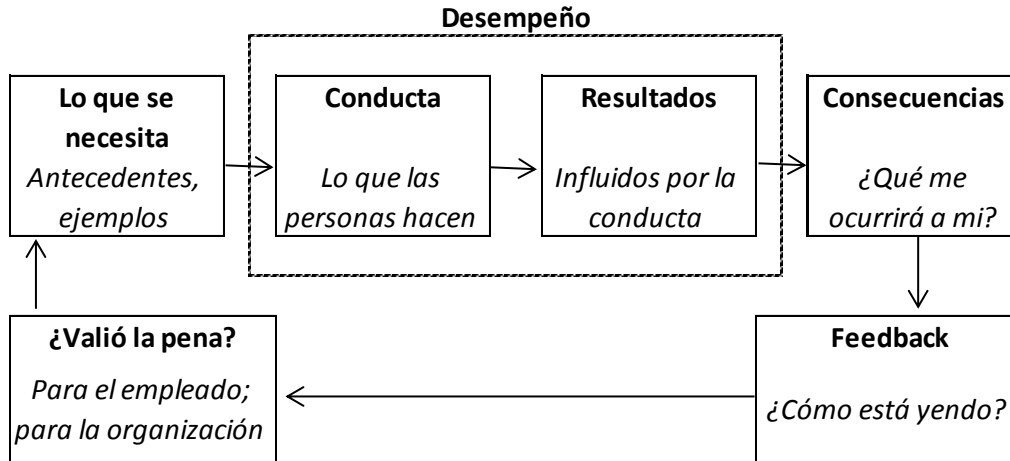 Desempeño
Lo que se
necesita
Antecedentes,
ejemplos
Conducta
Lo que las
personas hacen
Resultados
Influidos por la
conducta
Consecuencias
¿Qué me
ocurrirá a mi?
¿Valió la pena?
Para el empleado;
para la organización
Feedback
¿Cómo está yendo?